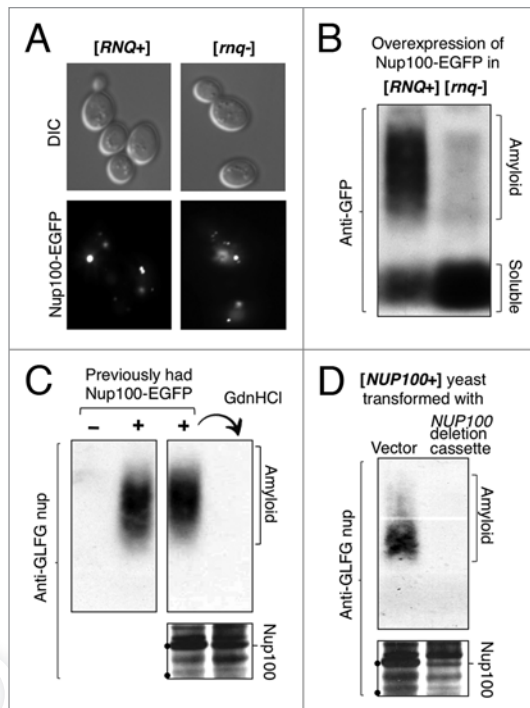 A
[RNQ+]
[rnq-]
DIC
Nup100-EGFP
B
Overexpression of
Nup100-EGFP in
[RNQ+] [rnq-]
Anti-GFP
Amyloid
Soluble
C
Previously had
Nup100-EGFP
GdnHCl
- + +
Anti-GLFG nup
Amyloid
Nup100
D
[NUP100+] yeast
transformed with
NUP100
deletion
Vector cassette
Anti-GLFG nup
Amyloid
Nup100